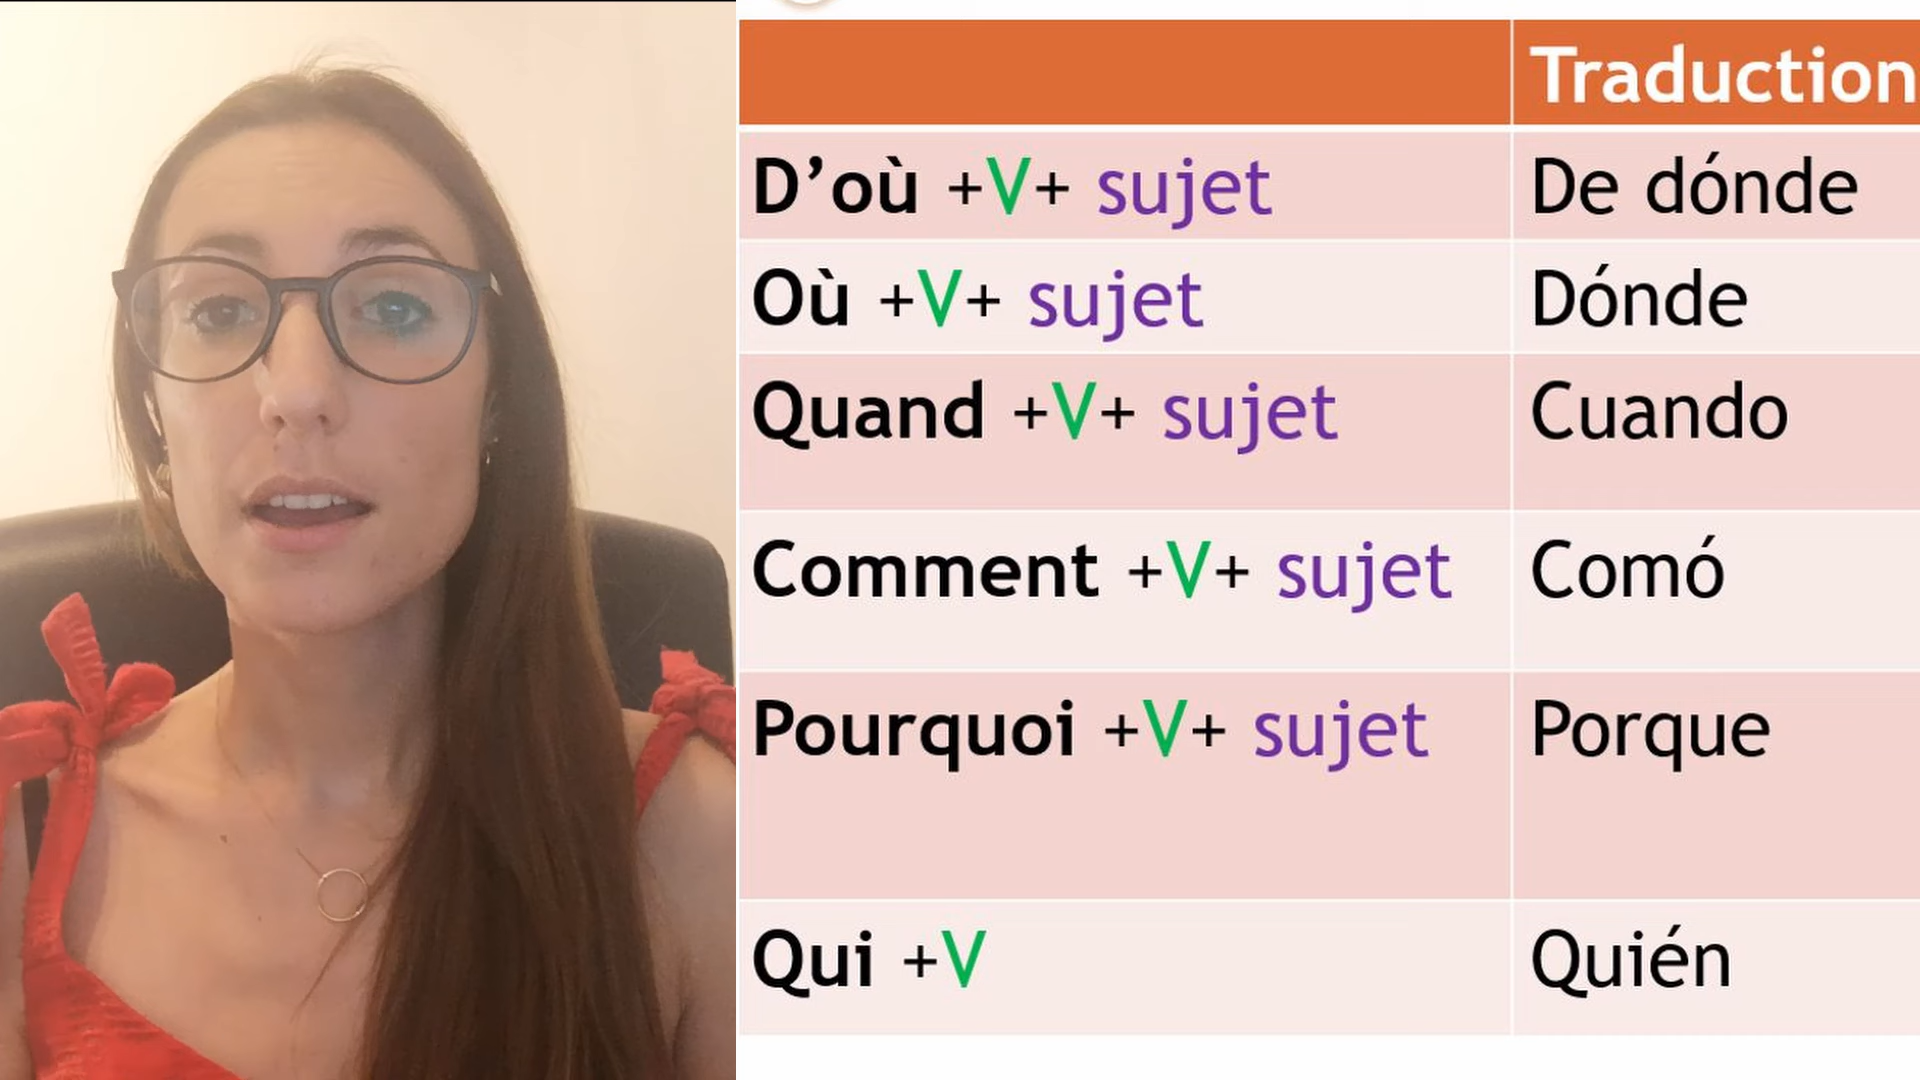 Traduction
D’où +V+ sujet De dónde
Où +V+ sujet Dónde
Quand +V+ sujet Cuando
Comment +V+ sujet Comó
Pourquoi +V+ sujet Porque
Qui +V Quién